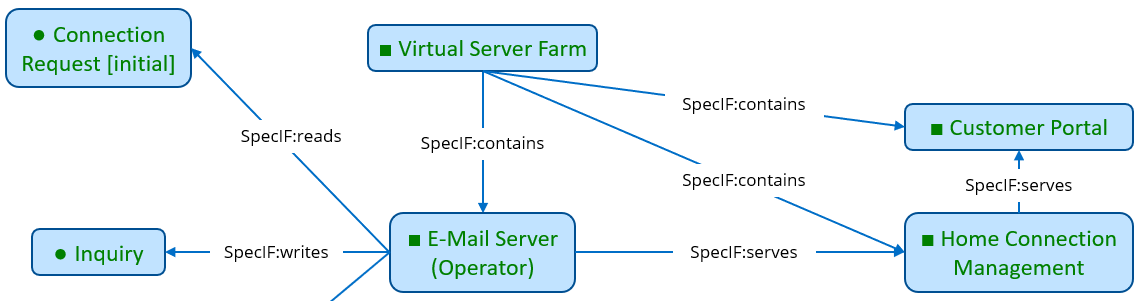 ● Connection
Request [initial]
■ Virtual Server Farm
SpecIF:contains
■ Customer Portal
SpecIF:reads
SpecIF:contains
SpecIF:contains
SpecIF:serves
● Inquiry
SpecIF:writes
■ E-Mail Server
(Operator)
SpecIF:serves
■ Home Connection
Management